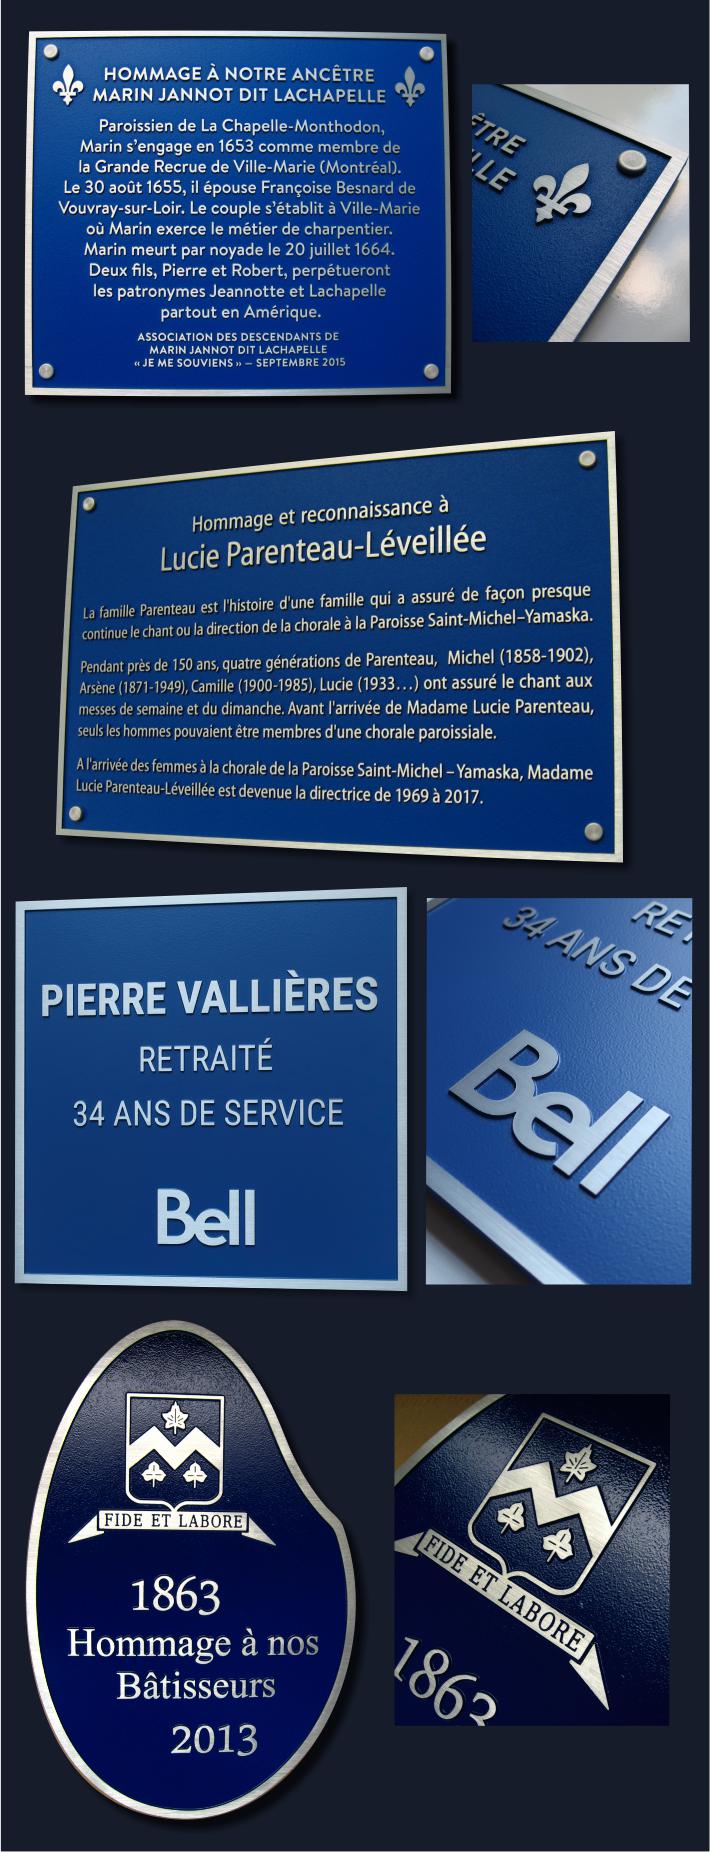 HOMMAGE À NOTRE ANCÊTRE
MARIN JANNOT DIT LACHAPELLE
Paroissien de La Chapelle-Monthodon,
Marin s'engage en 1653 comme membre de
la Grande Recrue de Ville-Marie (Montréal).
Le 30 août 1655, il épouse Françoise Besnard de
Vouvray-sur-Loir. Le couple s'établit à Ville-Marie
où Marin exerce le métier de charpentier.
Marin meurt par noyade le 20 juillet 1664.
Deux fils, Pierre et Robert, perpétueront
les patronymes Jeannotte et Lachapelle
partout en Amérique.
ASSOCIATION DES DESCENDANTS DE
MARIN JANNOT DIT LACHAPELLE
« JE ME SOUVIENS » – SEPTEMBRE 2015
ÊTRE
LLE
Hommage et reconnaissance à
Lucie Parenteau-Léveillée
La famille Parenteau est l'histoire d'une famille qui a assuré de façon presque
continue le chant ou la direction de la chorale à la Paroisse Saint-Michel–Yamaska.
Pendant près de 150 ans, quatre générations de Parenteau, Michel (1858-1902),
Arsène (1871-1949), Camille (1900-1985), Lucie (1933…) ont assuré le chant aux
messes de semaine et du dimanche. Avant l'arrivée de Madame Lucie Parenteau,
seuls les hommes pouvaient être membres d'une chorale paroissiale.
A l'arrivée des femmes à la chorale de la Paroisse Saint-Michel – Yamaska, Madame
Lucie Parenteau-Léveillée est devenue la directrice de 1969 à 2017.
PIERRE VALLIÈRES
RETRAITÉ
34 ANS DE SERVICE
Bell
RET
34 ANS DE
Bell
FIDE ET LABORE
1863
Hommage à nos
Bâtisseurs
2013
FIDE ET LABORE
1863